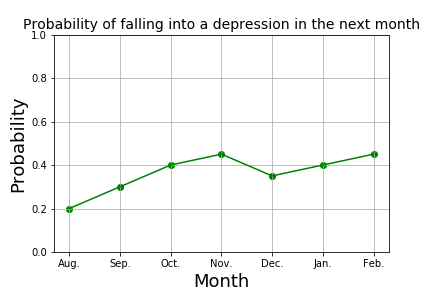 Probability of falling into a depression in the next month
1.0
0.8
0.6
0.4
0.2
0.0
Probability
Aug. Sep. Oct. Nov. Dec. Jan. Feb.
Month